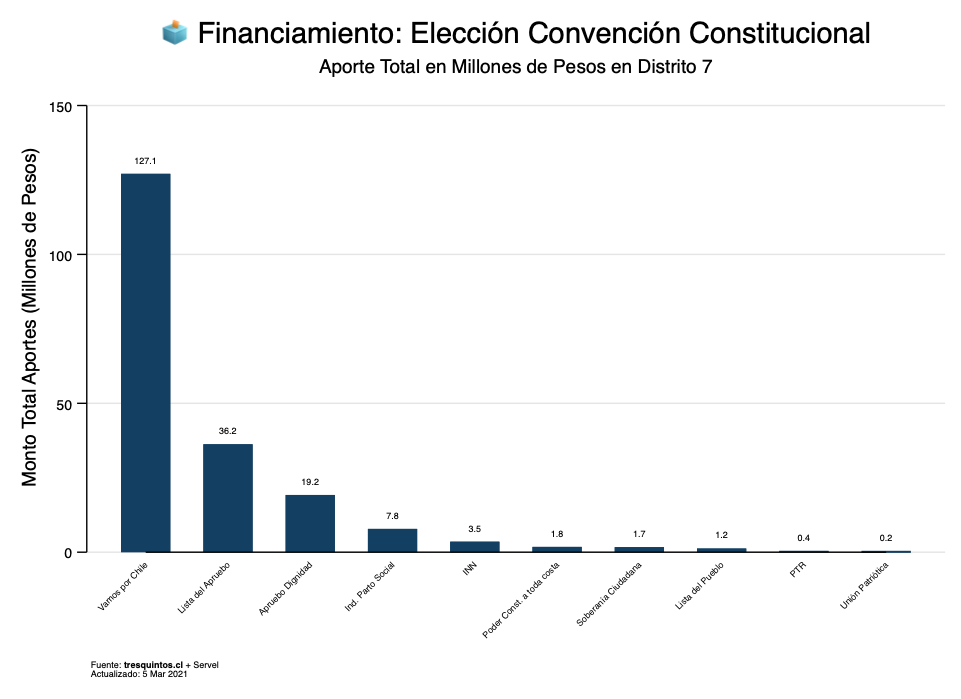 Financiamiento: Elección Convención Constitucional
Aporte Total en Millones de Pesos en Distrito 7
Monto Total Aportes (Millones de Pesos)
150
100
50
0
127.1
36.2
19.2
7.8
3.5
1.8
1.7
1.2
0.4
0.2
Vamos por Chile
Lista del Apruebo
Apruebo Dignidad
Ind. Parto Social
INN
Poder Const. a toda costa
Soberanía Ciudadana
Lista del Pueblo
PTR
Unión Patriótica
Fuente: tresquintos.cl + Servel
Actualizado: 5 Mar 2021